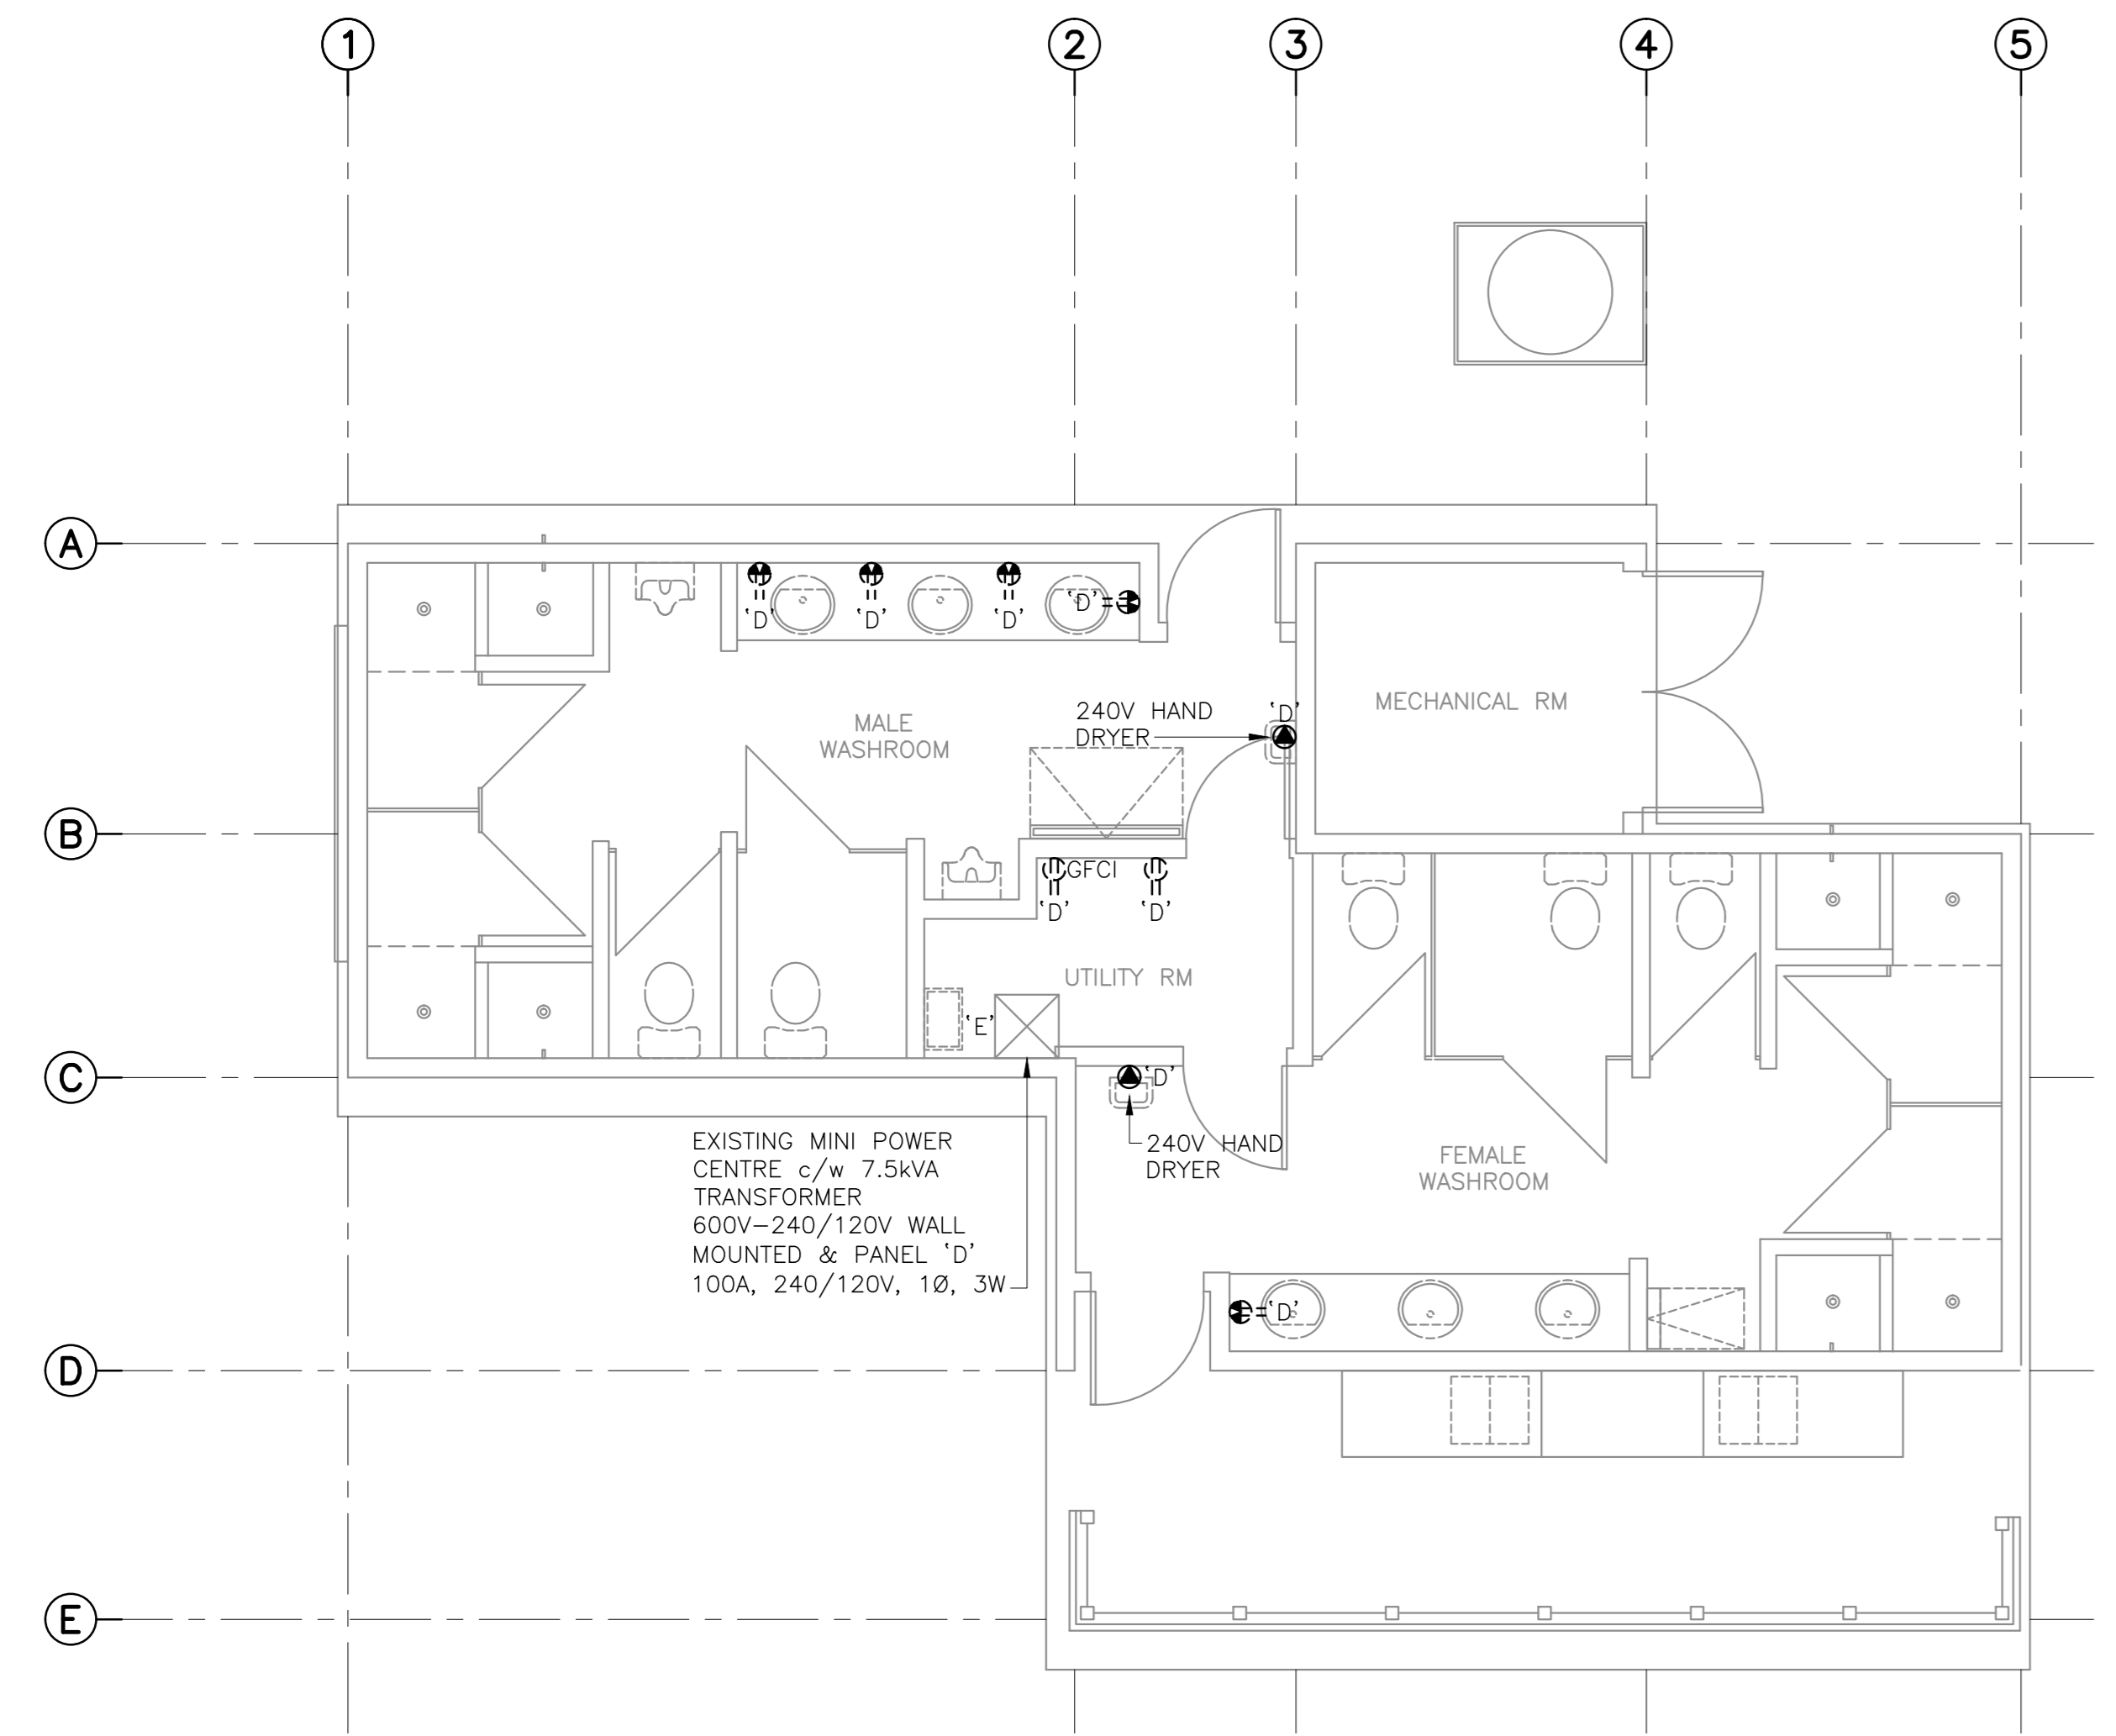 1
2
3
4
5
A
'D'
'D'
'D'
'D'
240V HAND
DRYER
'D'
MECHANICAL RM
MALE
WASHROOM
B
GFCI
'D'
'D'
UTILITY RM
'E'
C
'D'
240V HAND
DRYER
EXISTING MINI POWER
CENTRE c/w 7.5kVA
TRANSFORMER
600V-240/120V WALL
MOUNTED & PANEL 'D'
100A, 240/120V, 1Ø, 3W
FEMALE
WASHROOM
'D'
D
E